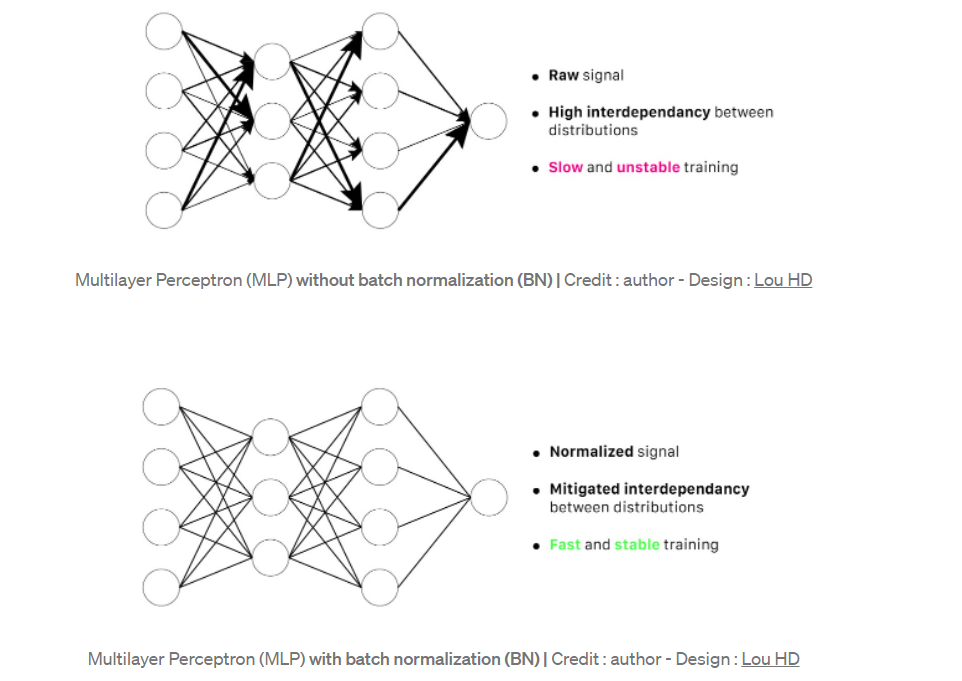 Raw signal
High interdependancy between
distributions
Slow and unstable training
Multilayer Perceptron (MLP) without batch normalization (BN) | Credit : author - Design : Lou HD
Normalized signal
Mitigated interdependancy
between distributions
Fast and stable training
Multilayer Perceptron (MLP) with batch normalization (BN) | Credit : author - Design : Lou HD